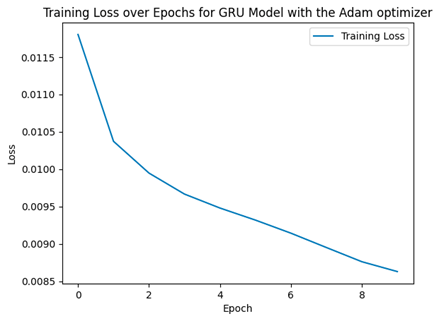 Training Loss over Epochs for GRU Model with the Adam optimizer
Training Loss
0.0115
0.0110
0.0105
0.0100
0.0095
0.0090
0.0085
Loss
0 2 4 6 8
Epoch